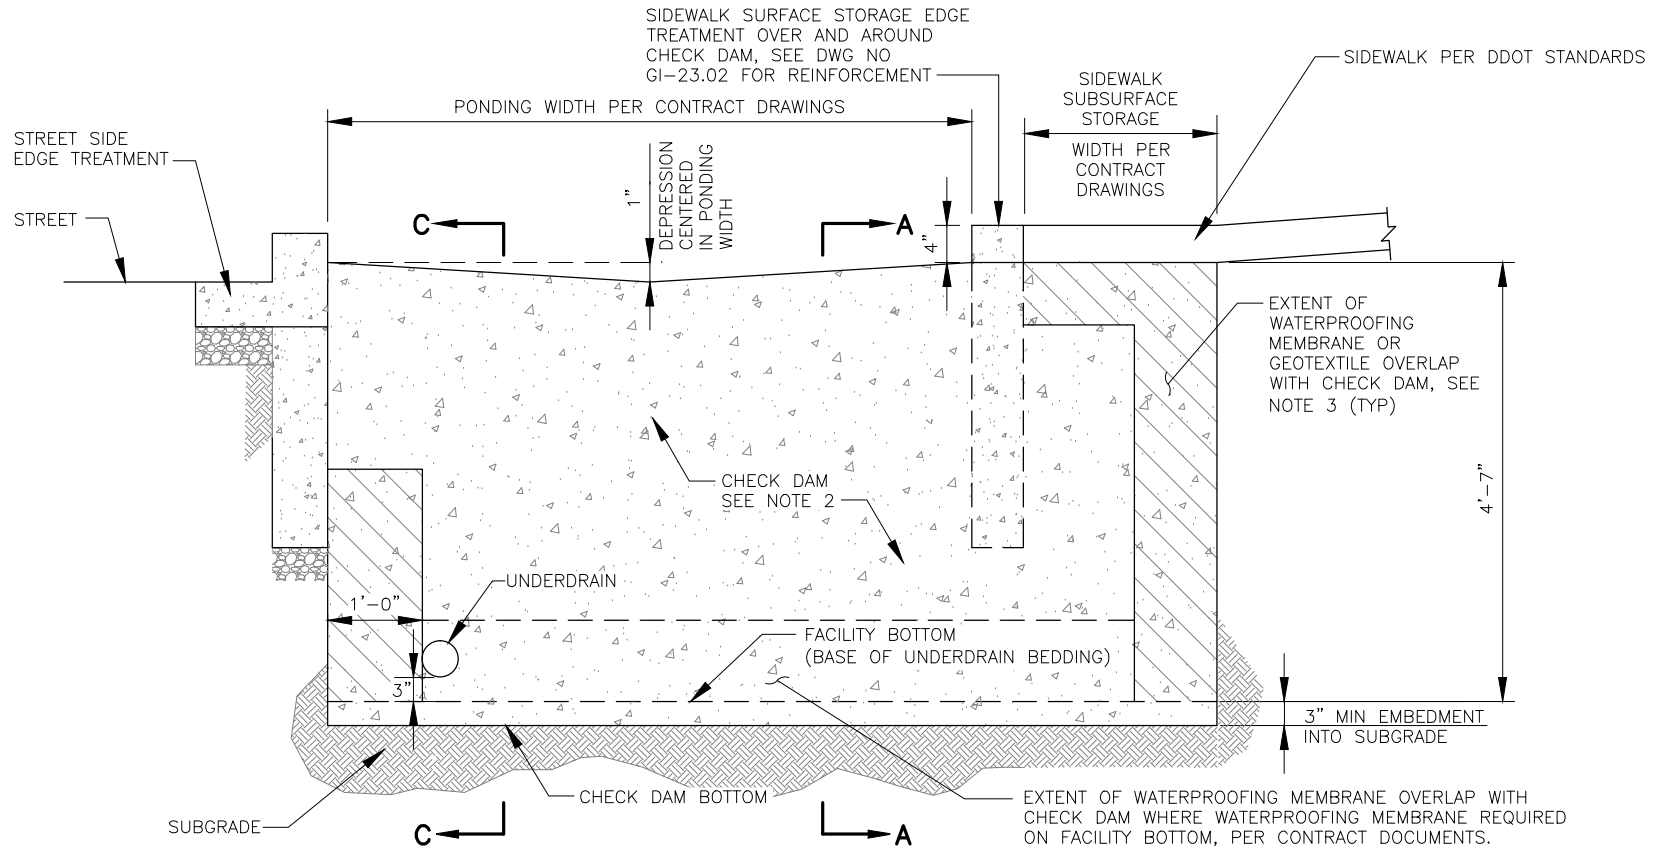 SIDEWALK SURFACE STORAGE EDGE
TREATMENT OVER AND AROUND
CHECK DAM, SEE DWG NO
GI-23.02 FOR REINFORCEMENT
SIDEWALK PER DDOT STANDARDS
SIDEWALK
SUBSURFACE
STORAGE
WIDTH PER
CONTRACT
DRAWINGS
PONDING WIDTH PER CONTRACT DRAWINGS
STREET SIDE
EDGE TREATMENT
STREET
1"
DEPRESSION
CENTERED
IN PONDING
WIDTH
C
A
4"
EXTENT OF
WATERPROOFING
MEMBRANE OR
GEOTEXTILE OVERLAP
WITH CHECK DAM, SEE
NOTE 3 (TYP)
CHECK DAM
SEE NOTE 2
4'-7"
UNDERDRAIN
1'-0"
FACILITY BOTTOM
(BASE OF UNDERDRAIN BEDDING)
3"
3" MIN EMBEDMENT
INTO SUBGRADE
CHECK DAM BOTTOM
SUBGRADE
C
A
EXTENT OF WATERPROOFING MEMBRANE OVERLAP WITH
CHECK DAM WHERE WATERPROOFING MEMBRANE REQUIRED
ON FACILITY BOTTOM, PER CONTRACT DOCUMENTS.